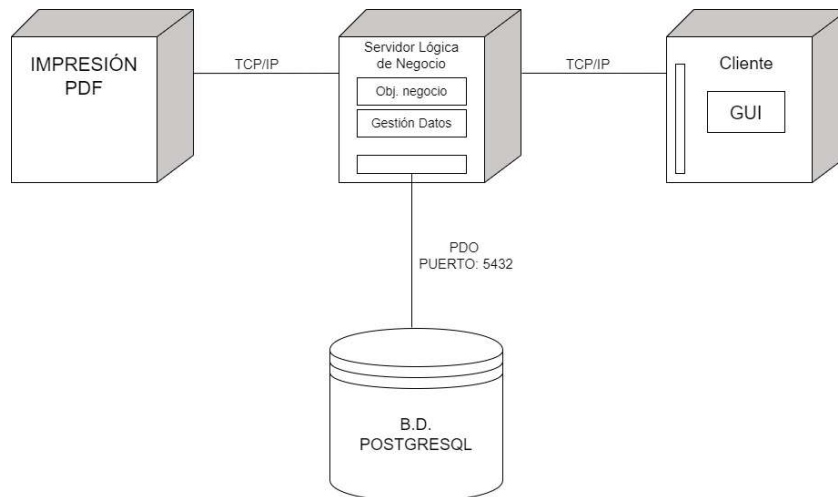 IMPRESIÓN
PDF
TCP/IP
Servidor Lógica
de Negocio
Obj. negocio
Gestión Datos
TCP/IP
Cliente
GUI
PDO
PUERTO: 5432
B.D.
POSTGRESQL